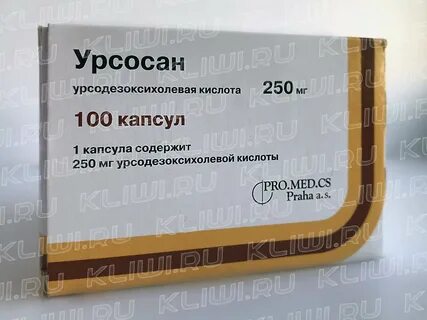 Урсосан
урсодезоксихолевая кислота 250 мг
100 капсул
1 капсула содержит
250 мг урсодезоксихолевой кислоты
PRO.MED.CS
Praha a. s.
KLIWI.RU